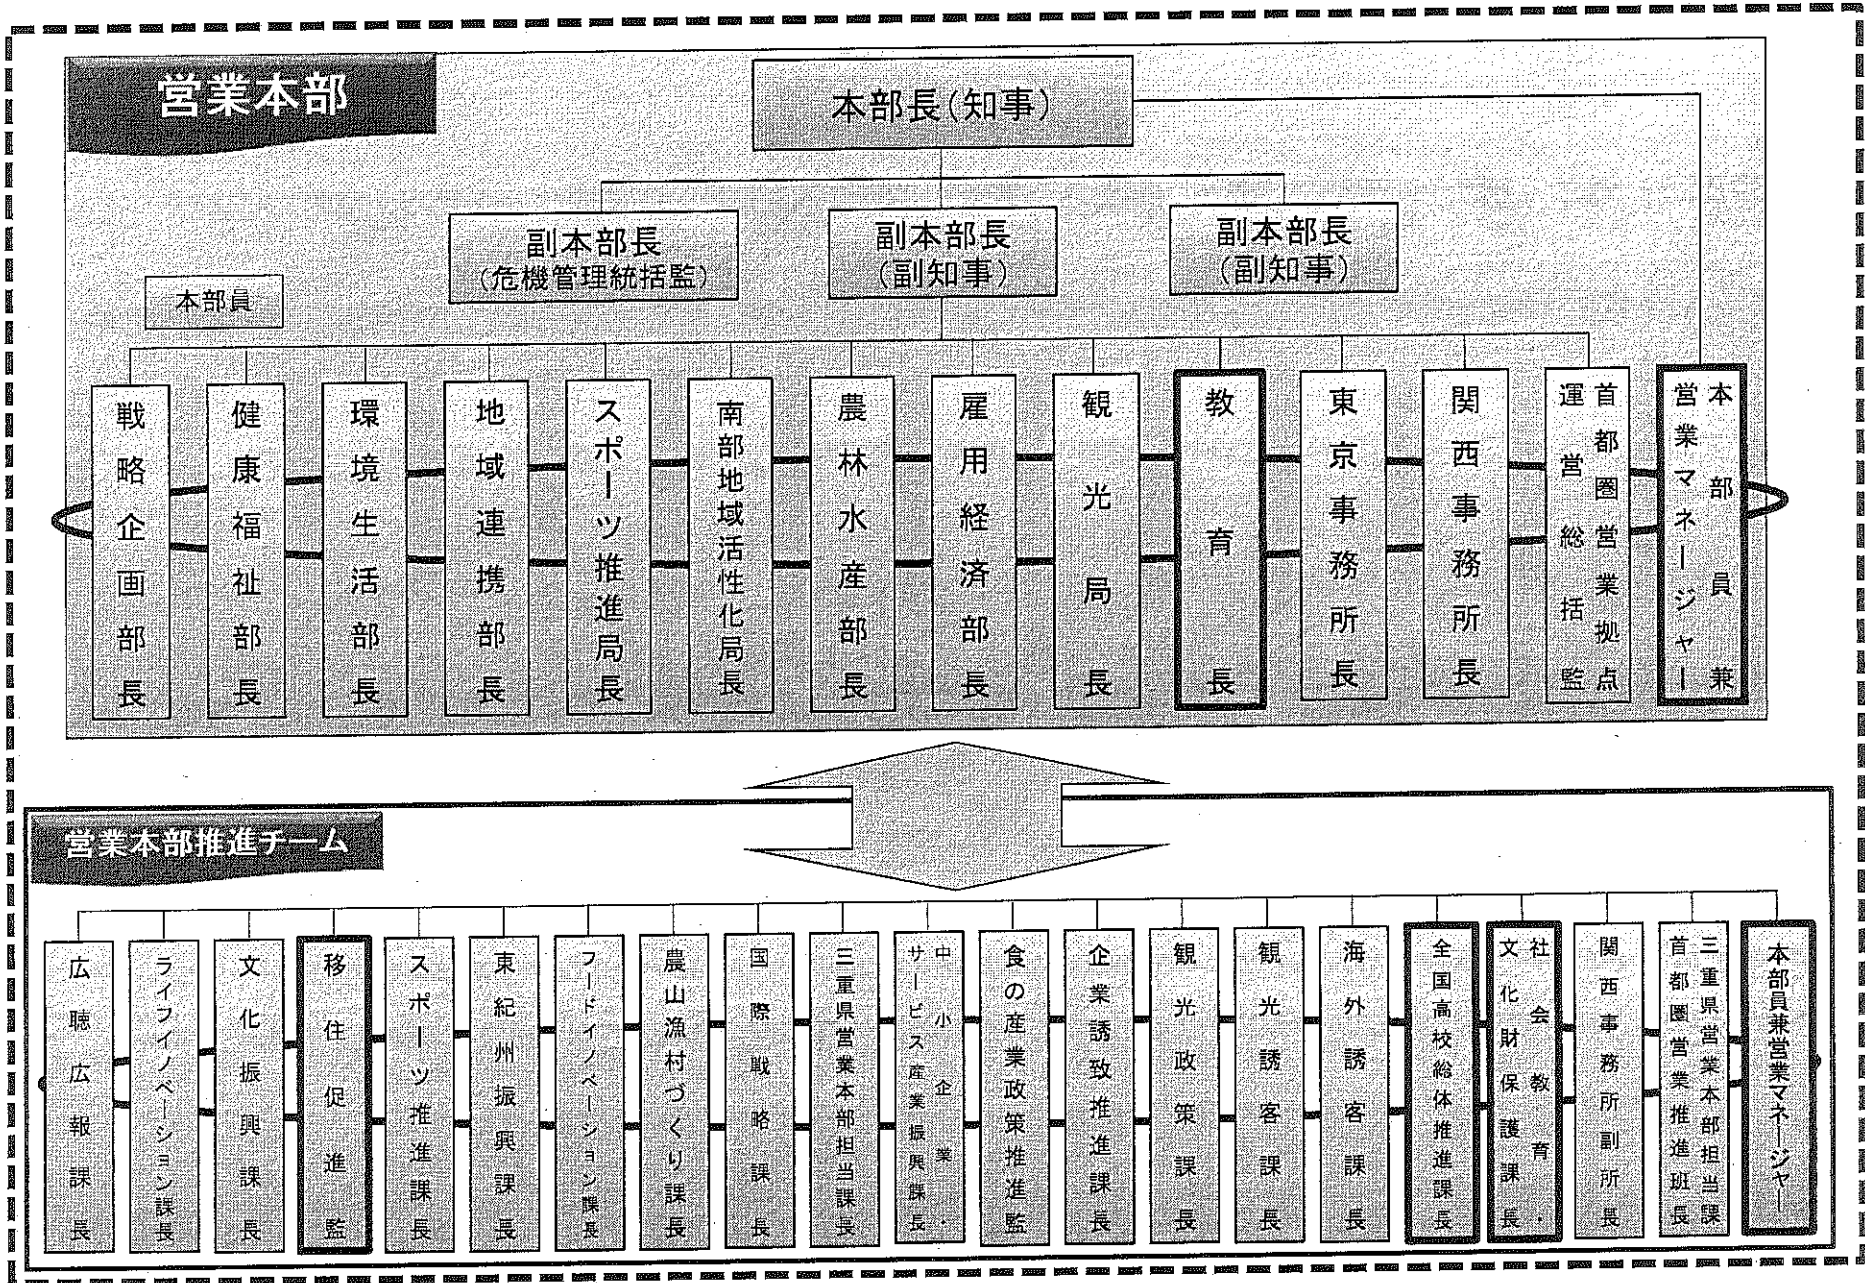 営業本部
本部長(知事)
副本部長
(危機管理統括監)
副本部長
(副知事)
副本部長
(副知事)
本部員
戦略企画部長
健康福祉部長
環境生活部長
地域連携部長
スポーツ推進局長
南部地域活性化局長
農林水産部長
雇用経済部長
観光局長
教育長
東京事務所長
関西事務所長
首都圏営業拠点
運営総括監
本部員兼
営業マネージャー
営業本部推進チーム
広聴広報課長
ライフイノベーション課長
文化振興課長
移住促進監
スポーツ推進課長
東紀州振興課長
フードイノベーション課長
農山漁村づくり課長
国際戦略課長
三重県営業本部担当課長
中小企業・
サービス産業振興課長
食の産業政策推進監
企業誘致推進課長
観光政策課長
観光誘客課長
海外誘客課長
全国高校総体推進課長
社会教育・
文化財保護課長
関西事務所副所長
三重県営業本部担当課
首都圏営業推進班長
本部員兼営業マネージャー